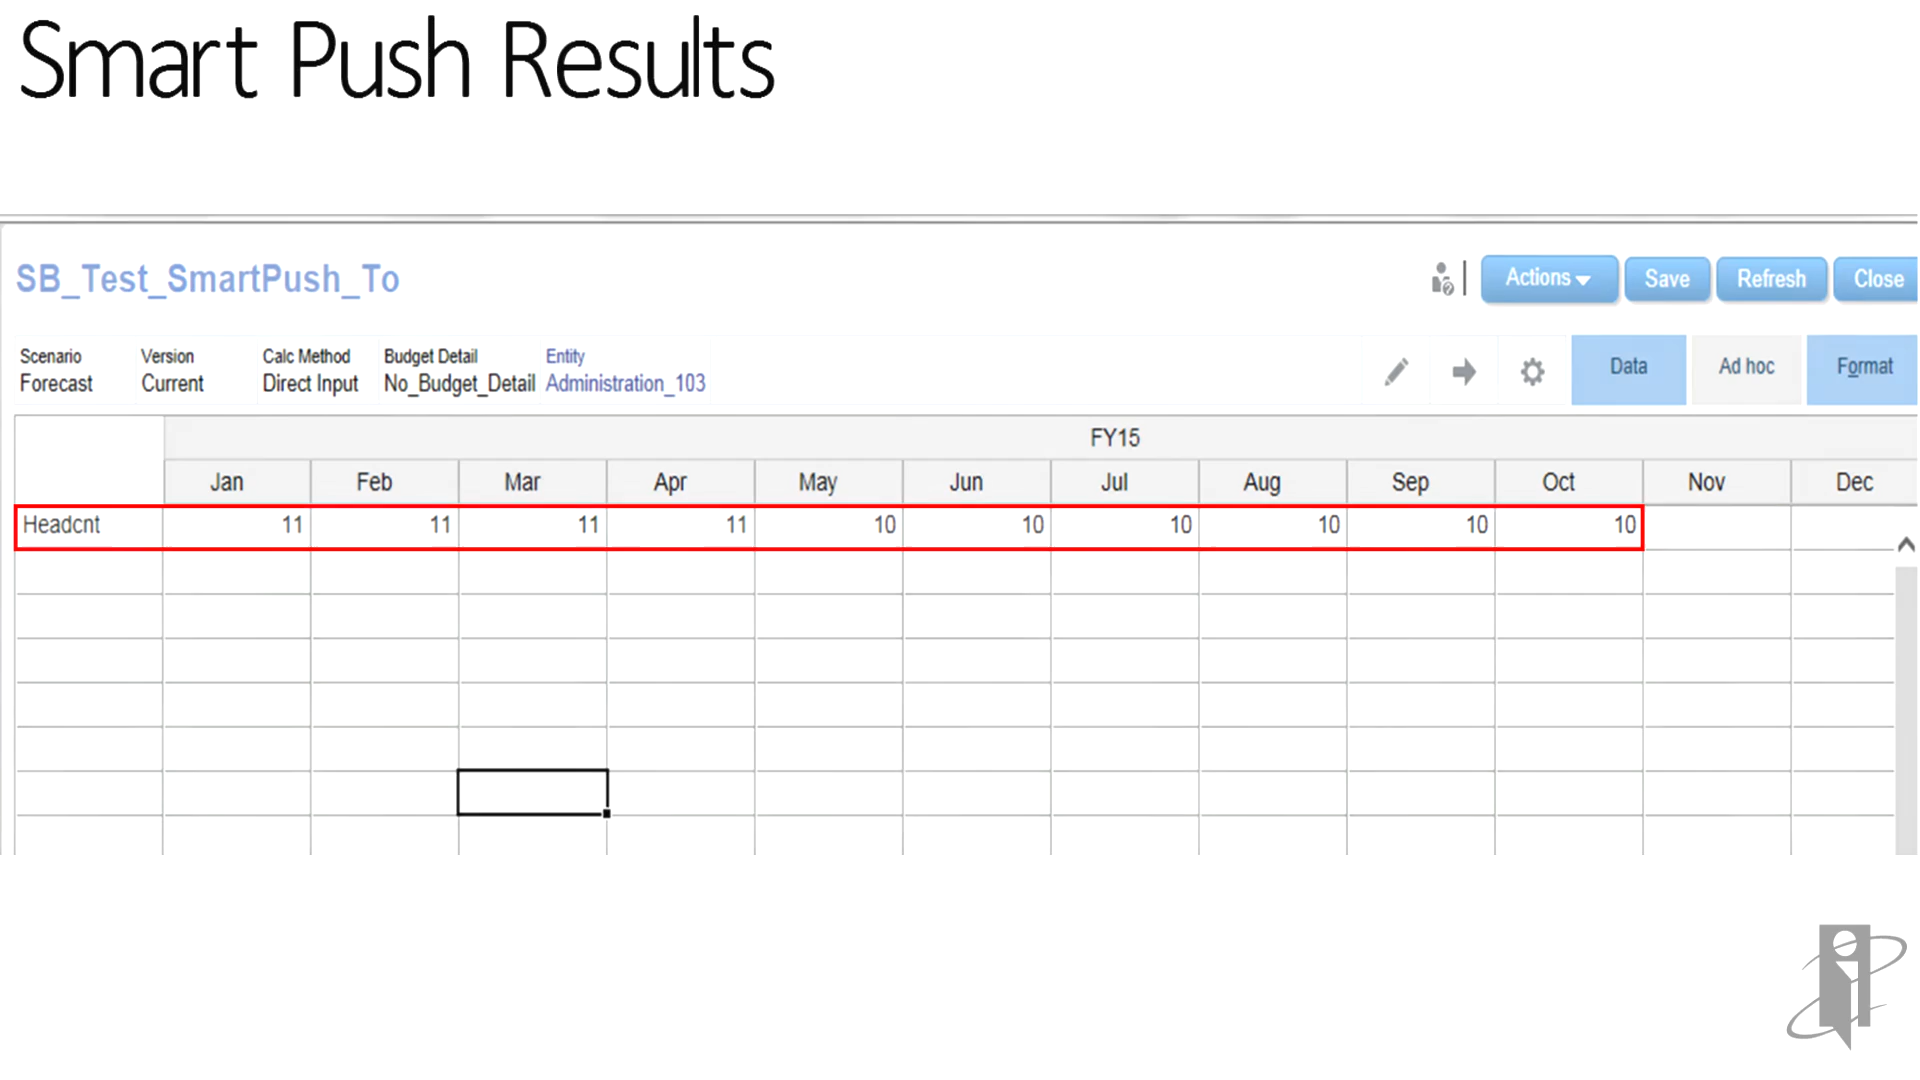 Smart Push Results
SB_Test_SmartPush_To
Actions Save Refresh Close
Scenario Version Calc Method Budget Detail Entity
Forecast Current Direct Input No_Budget_Detail Administration_103
Data Ad hoc Format
FY15
Jan Feb Mar Apr May Jun Jul Aug Sep Oct Nov Dec
Headcnt 11 11 11 11 10 10 10 10 10 10